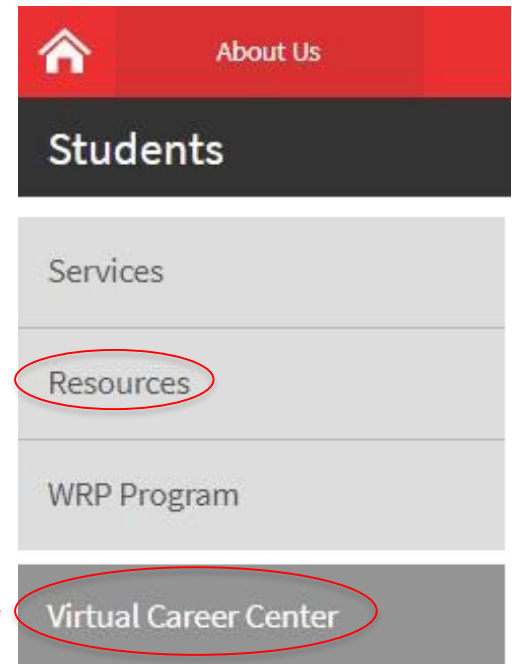 About Us
Students
Services
Resources
WRP Program
Virtual Career Center